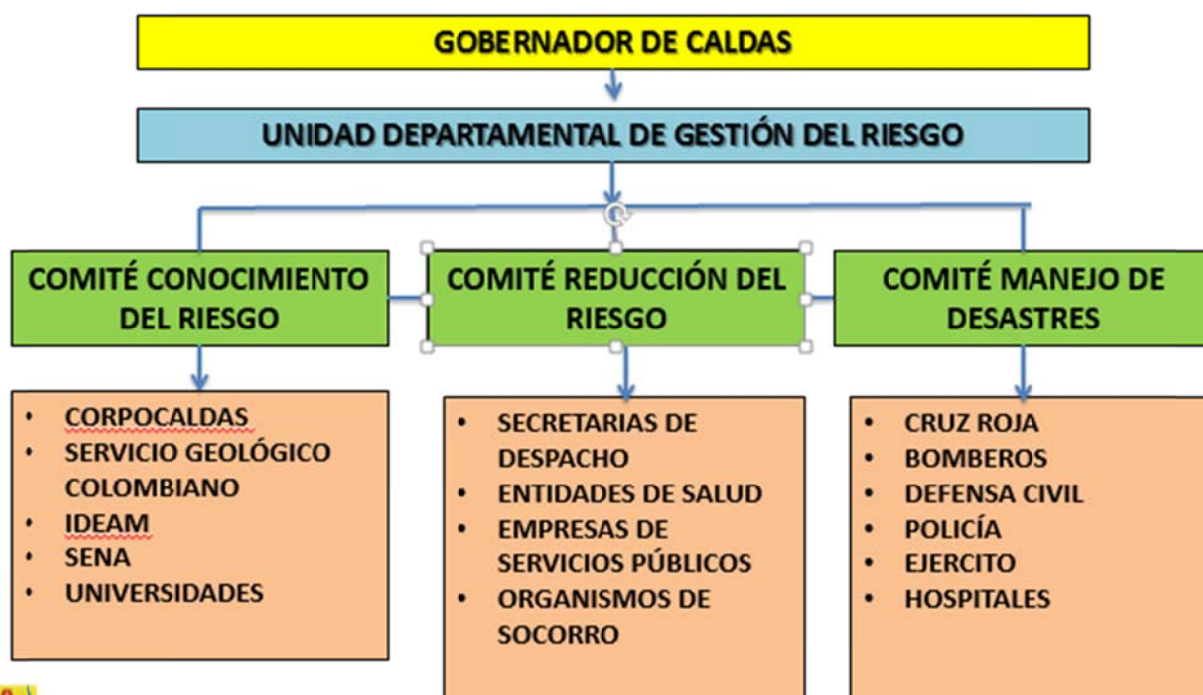 GOBERNADOR DE CALDAS
UNIDAD DEPARTAMENTAL DE GESTIÓN DEL RIESGO
COMITÉ CONOCIMIENTO
DEL RIESGO
COMITÉ REDUCCIÓN DEL
RIESGO
COMITÉ MANEJO DE
DESASTRES
• CORPOCALDAS
• SERVICIO GEOLÓGICO
COLOMBIANO
• IDEAM
• SENA
• UNIVERSIDADES
• SECRETARIAS DE
DESPACHO
• ENTIDADES DE SALUD
• EMPRESAS DE
SERVICIOS PÚBLICOS
• ORGANISMOS DE
SOCORRO
• CRUZ ROJA
• BOMBEROS
• DEFENSA CIVIL
• POLICÍA
• EJERCITO
• HOSPITALES